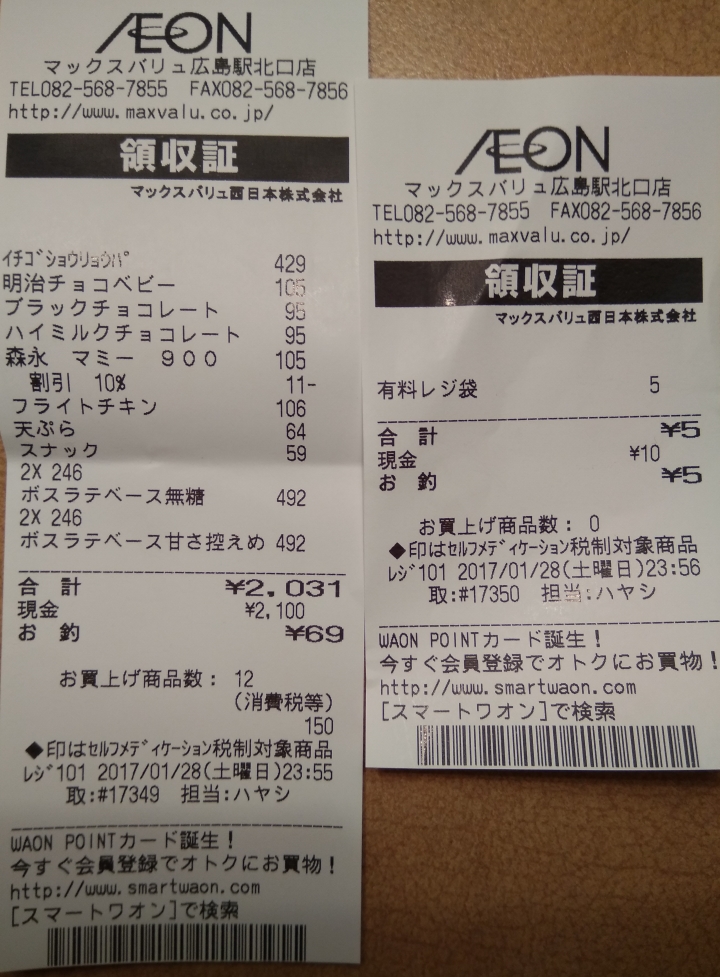 ÆON
マックスバリュ広島駅北口店
TEL082-568-7855 FAX082-568-7856
http://www.maxvalu.co.jp/
領収証
マックスバリュ西日本株式会社
ｲﾁｺﾞｼｮｳﾘｮｳﾊﾟ 429
明治チョコベビー 105
ブラックチョコレート 95
ハイミルクチョコレート 95
森永 マミー 900 105
割引 10% 11-
フライトチキン 106
天ぷら 64
スナック 59
2X 246
ボスラテベース無糖 492
2X 246
ボスラテベース甘さ控えめ 492
合 計 ¥2,031
現金 ¥2,100
お 釣 ¥69
お買上げ商品数： 12
(消費税等)
150
◆印はｾﾙﾌﾒﾃﾞｨｹｰｼｮﾝ税制対象商品
ﾚｼﾞ101 2017/01/28(土曜日)23:55
取:#17349 担当:ハヤシ
WAON POINTカード誕生！
今すぐ会員登録でオトクにお買物！
http://www.smartwaon.com
[スマートワオン]で検索
ÆON
マックスバリュ広島駅北口店
TEL082-568-7855 FAX082-568-7856
http://www.maxvalu.co.jp/
領収証
マックスバリュ西日本株式会社
有料レジ袋 5
合 計 ¥5
現金 ¥10
お 釣 ¥5
お買上げ商品数： 0
◆印はｾﾙﾌﾒﾃﾞｨｹｰｼｮﾝ税制対象商品
ﾚｼﾞ101 2017/01/28(土曜日)23:56
取:#17350 担当:ハヤシ
WAON POINTカード誕生！
今すぐ会員登録でオトクにお買物！
http://www.smartwaon.com
[スマートワオン]で検索